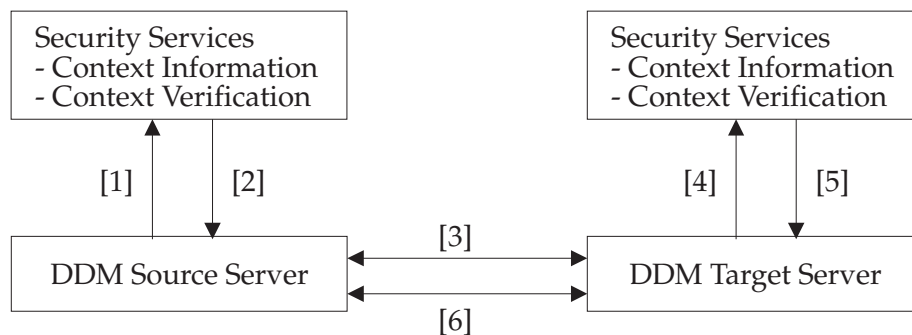 Security Services
- Context Information
- Context Verification
Security Services
- Context Information
- Context Verification
[1]
[2]
[4]
[5]
[3]
DDM Source Server
DDM Target Server
[6]